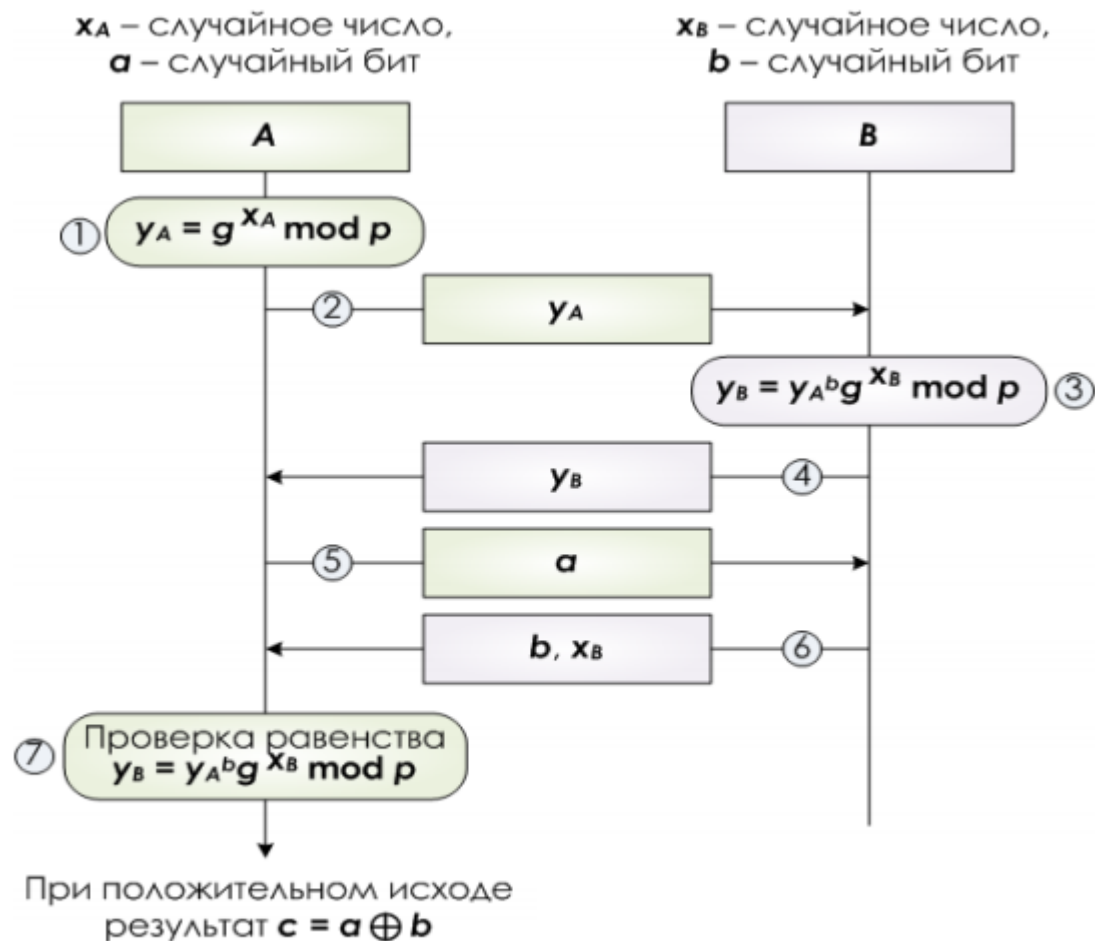 xA – случайное число,
a – случайный бит
xB – случайное число,
b – случайный бит
A
B
1
yA = g xA mod p
2
yA
yB = yA b g xB mod p
3
yB
4
5
a
b, xB
6
7
Проверка равенства
yB = yA b g xB mod p
При положительном исходе
результат c = a ⊕ b